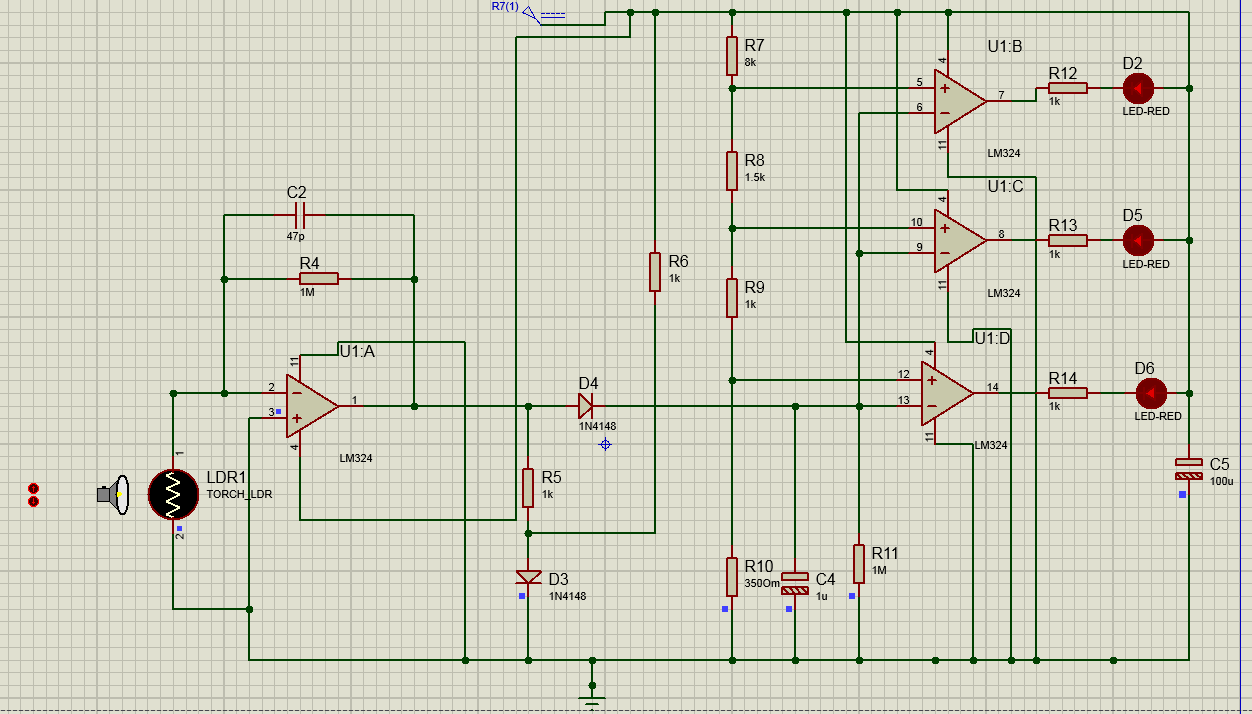 R7(1)
R7
8k
5
6
4
11
7
U1:B
LM324
R12
1k
D2
LED-RED
R8
1.5k
10
9
4
11
8
U1:C
LM324
R13
1k
D5
LED-RED
C2
47p
R4
1M
R6
1k
R9
1k
U1:A
11
2
3
4
1
LM324
D4
1N4148
12
13
4
11
14
U1:D
LM324
R14
1k
D6
LED-RED
LDR1
TORCH_LDR
1
2
R5
1k
D3
1N4148
R10
350Om
C4
1u
R11
1M
C5
100u